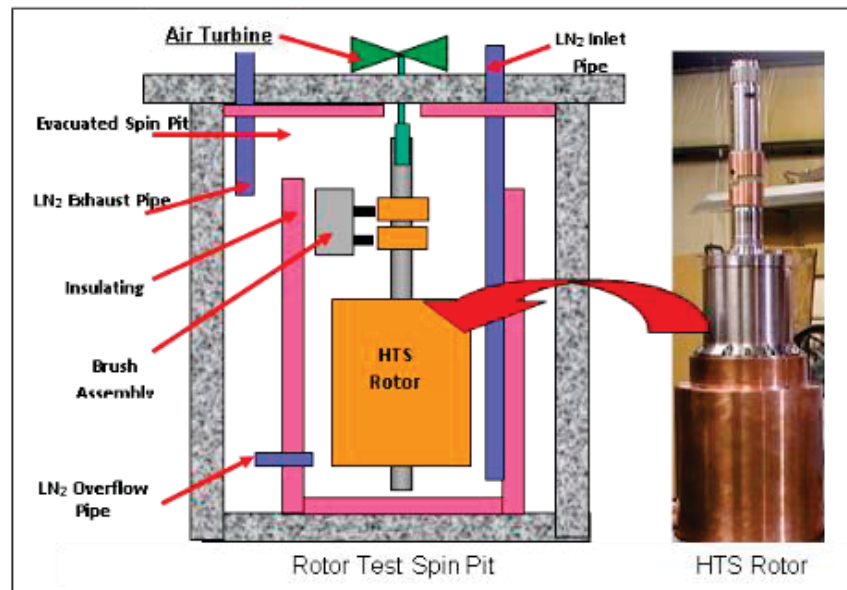 Air Turbine
LN₂ Inlet
Pipe
Evacuated Spin Pit
LN₂ Exhaust Pipe
Insulating
Brush
Assembly
HTS
Rotor
LN₂ Overflow
Pipe
Rotor Test Spin Pit
HTS Rotor